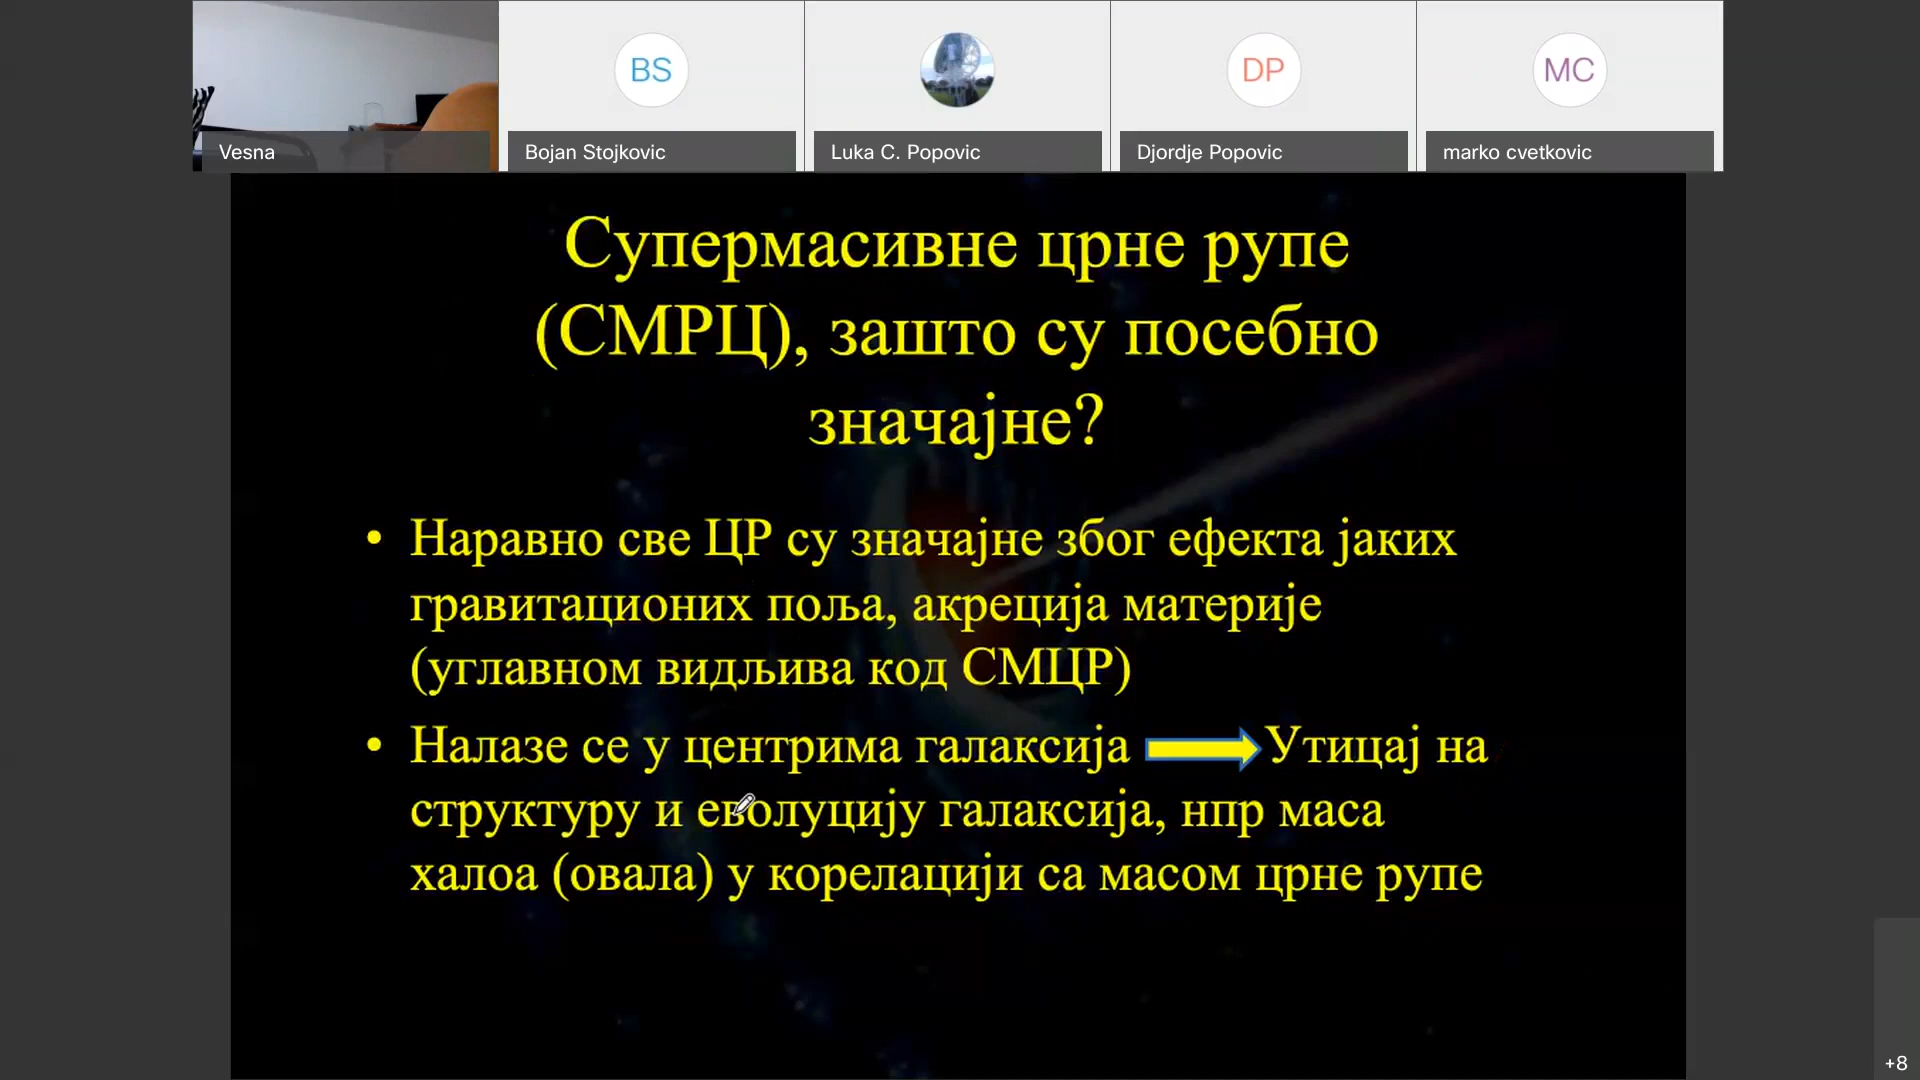 BS
DP
MC
Vesna
Bojan Stojkovic
Luka C. Popovic
Djordje Popovic
marko cvetkovic
Супермасивне црне рупе
(СМРЦ), зашто су посебно
значајне?
• Наравно све ЦР су значајне због ефекта јаких
гравитационих поља, акреција материје
(углавном видљива код СМЦР)
• Налазе се у центрима галаксија Утицај на
структуру и еволуцију галаксија, нпр маса
халоа (овала) у корелацији са масом црне рупе
+8